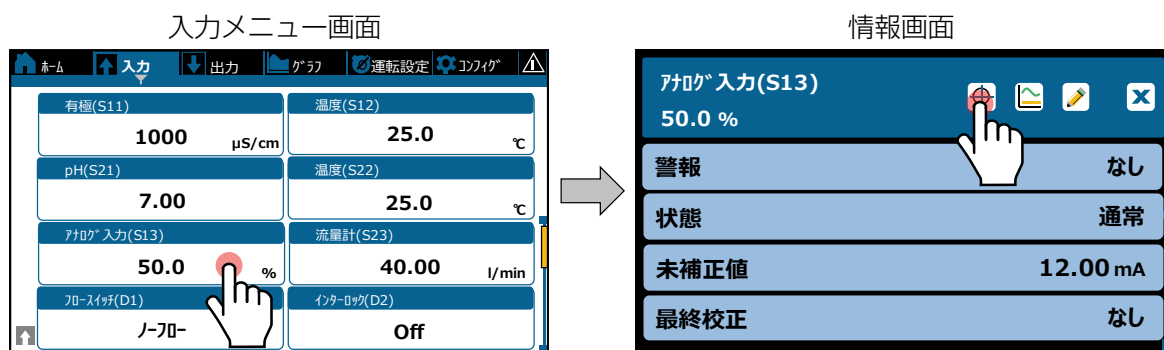 入力メニュー画面
情報画面
ﾎｰﾑ 入力 出力 ｸﾞﾗﾌ 運転設定 ｺﾝﾌｨｸﾞ
有極(S11)
1000 µS/cm
温度(S12)
25.0 ℃
pH(S21)
7.00
温度(S22)
25.0 ℃
ｱﾅﾛｸﾞ入力(S13)
50.0 %
流量計(S23)
40.00 l/min
ﾌﾛｰｽｲｯﾁ(D1)
ﾉｰﾌﾛｰ
ｲﾝﾀｰﾛｯｸ(D2)
Off
ｱﾅﾛｸﾞ入力(S13)
50.0 %
警報 なし
状態 通常
未補正値 12.00 mA
最終校正 なし